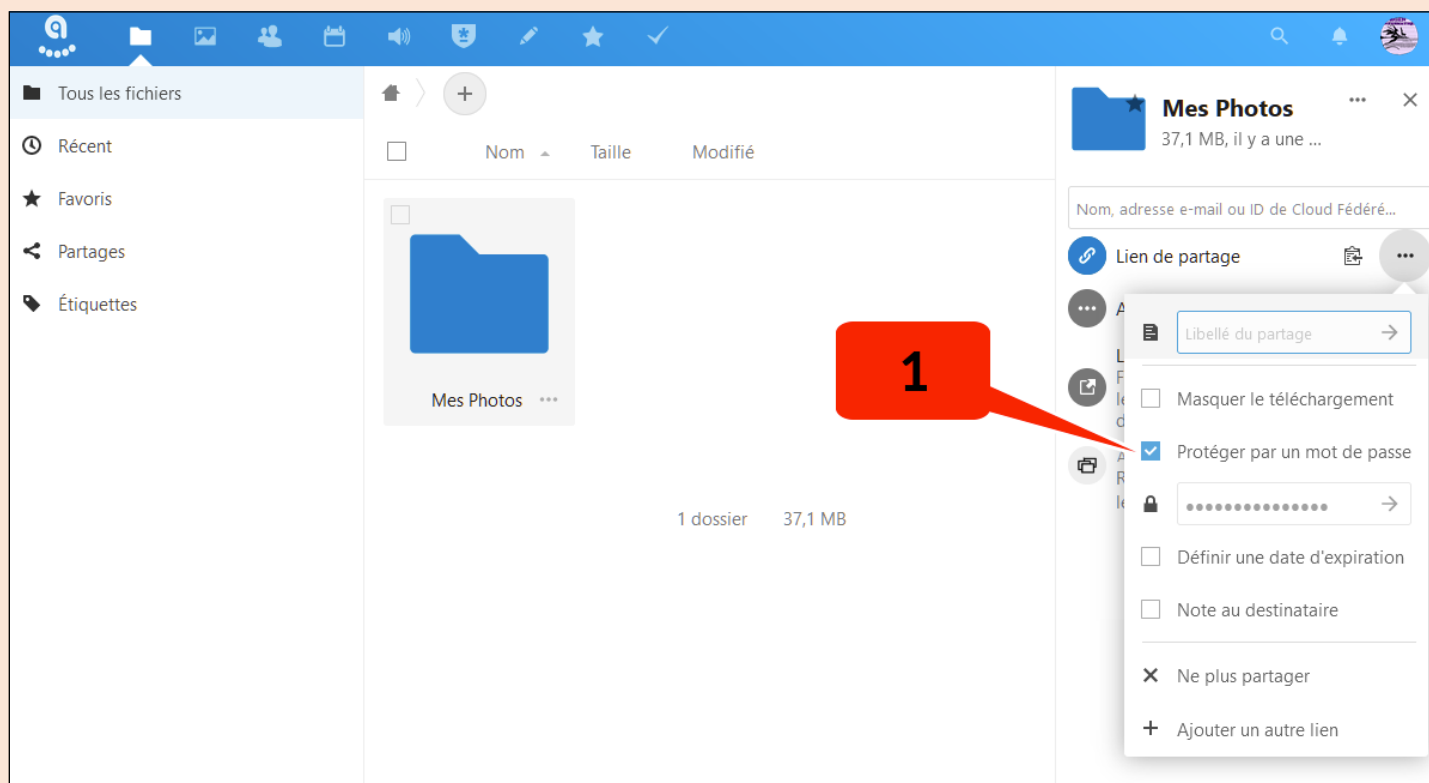 Tous les fichiers
Récent
Favoris
Partages
Étiquettes
Nom Taille Modifié
Mes Photos
1 dossier 37,1 MB
1
Mes Photos
37,1 MB, il y a une ...
Nom, adresse e-mail ou ID de Cloud Fédéré...
Lien de partage
Libellé du partage
Masquer le téléchargement
Protéger par un mot de passe
Définir une date d'expiration
Note au destinataire
Ne plus partager
Ajouter un autre lien